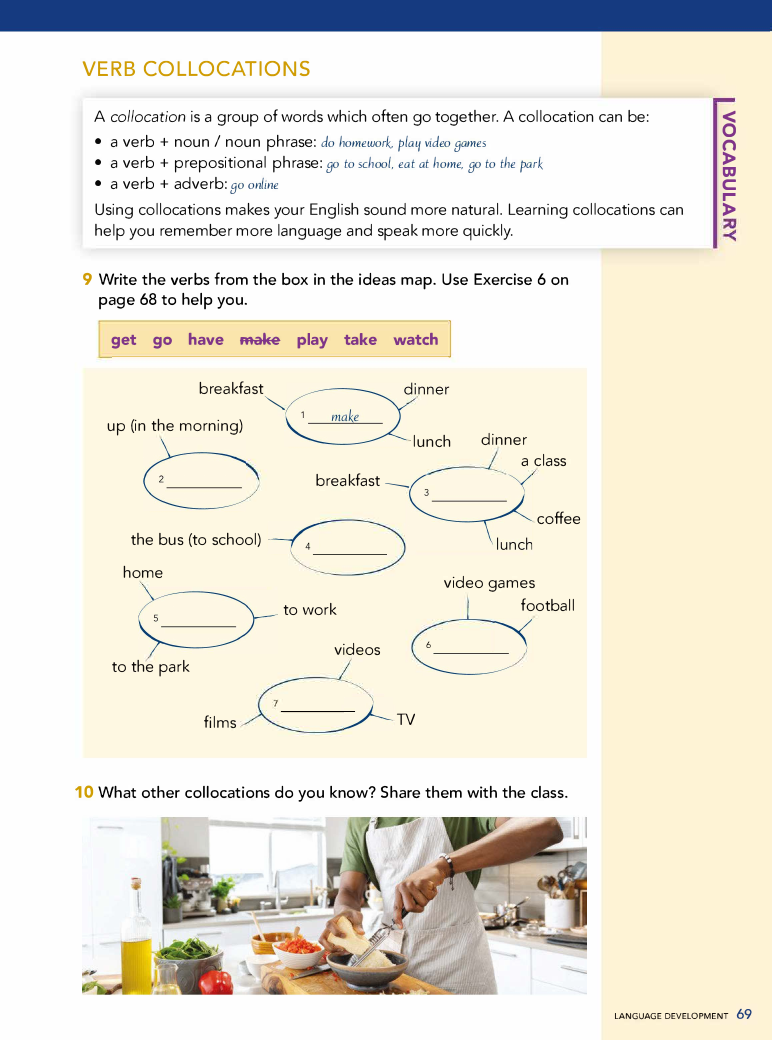 VERB COLLOCATIONS
VOCABULARY
A collocation is a group of words which often go together. A collocation can be:
• a verb + noun / noun phrase: do homework, play video games
• a verb + prepositional phrase: go to school, eat at home, go to the park
• a verb + adverb: go online
Using collocations makes your English sound more natural. Learning collocations can
help you remember more language and speak more quickly.
9 Write the verbs from the box in the ideas map. Use Exercise 6 on
page 68 to help you.
get go have make play take watch
breakfast
dinner
1 make
lunch
up (in the morning)
2
dinner
a class
breakfast
3
coffee
lunch
the bus (to school)
4
home
5
to work
to the park
video games
football
6
videos
7
films
TV
10 What other collocations do you know? Share them with the class.
LANGUAGE DEVELOPMENT 69